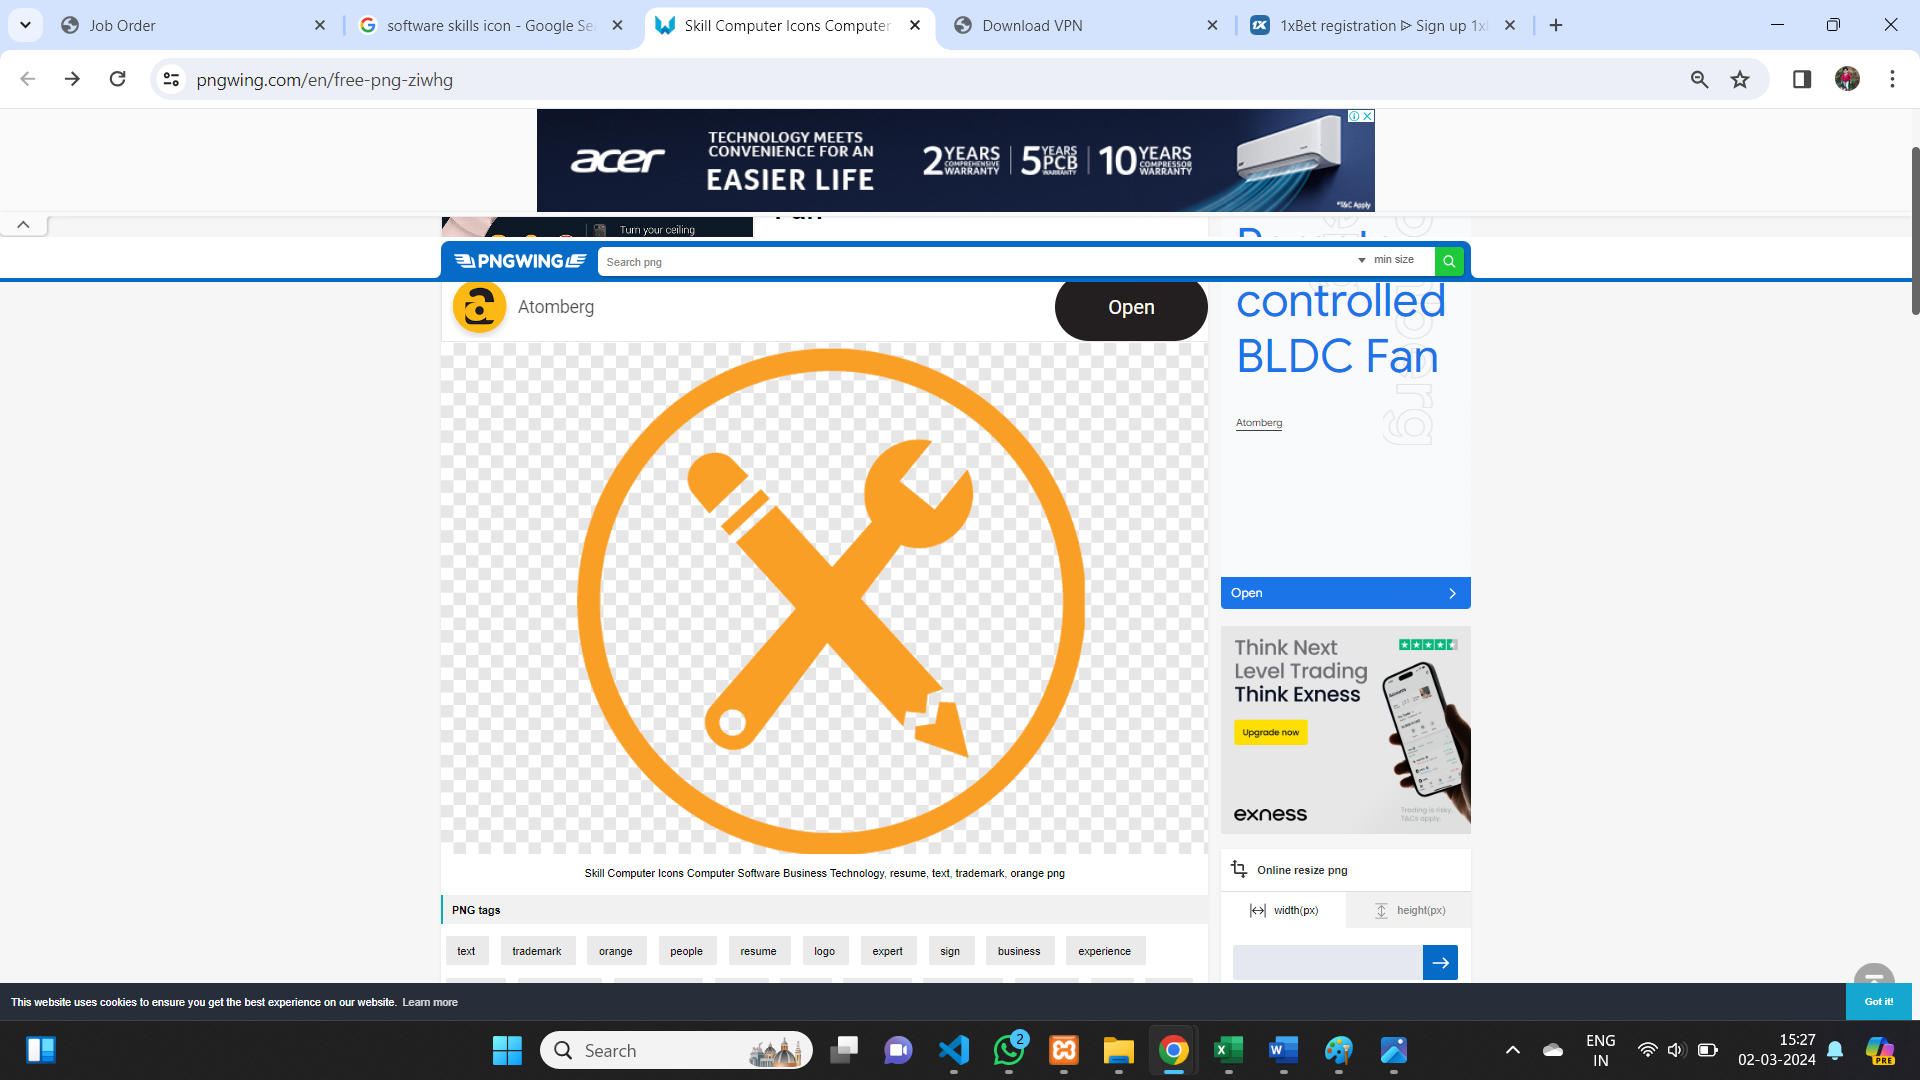 Job Order
software skills icon - Google Se
Skill Computer Icons Computer
Download VPN
1xBet registration ᐉ Sign up 1x
pngwing.com/en/free-png-ziwhg
acer
TECHNOLOGY MEETS
CONVENIENCE FOR AN
EASIER LIFE
2 YEARS COMPREHENSIVE WARRANTY
5 YEARS PCB WARRANTY
10 YEARS COMPRESSOR WARRANTY
*T&C Apply
Turn your ceiling
PNGWING
Search png
min size
Atomberg
Open
controlled
BLDC Fan
Atomberg
Open
Think Next
Level Trading
Think Exness
Upgrade now
exness
Trading is risky.
T&Cs apply.
Skill Computer Icons Computer Software Business Technology, resume, text, trademark, orange png
Online resize png
width(px)
height(px)
PNG tags
text
trademark
orange
people
resume
logo
expert
sign
business
experience
This website uses cookies to ensure you get the best experience on our website. Learn more
Got it!
Search
2
ENG
IN
15:27
02-03-2024
PRE